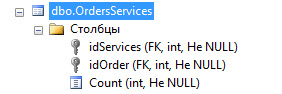 dbo.OrdersServices
Столбцы
idServices (FK, int, Не NULL)
idOrder (FK, int, Не NULL)
Count (int, Не NULL)